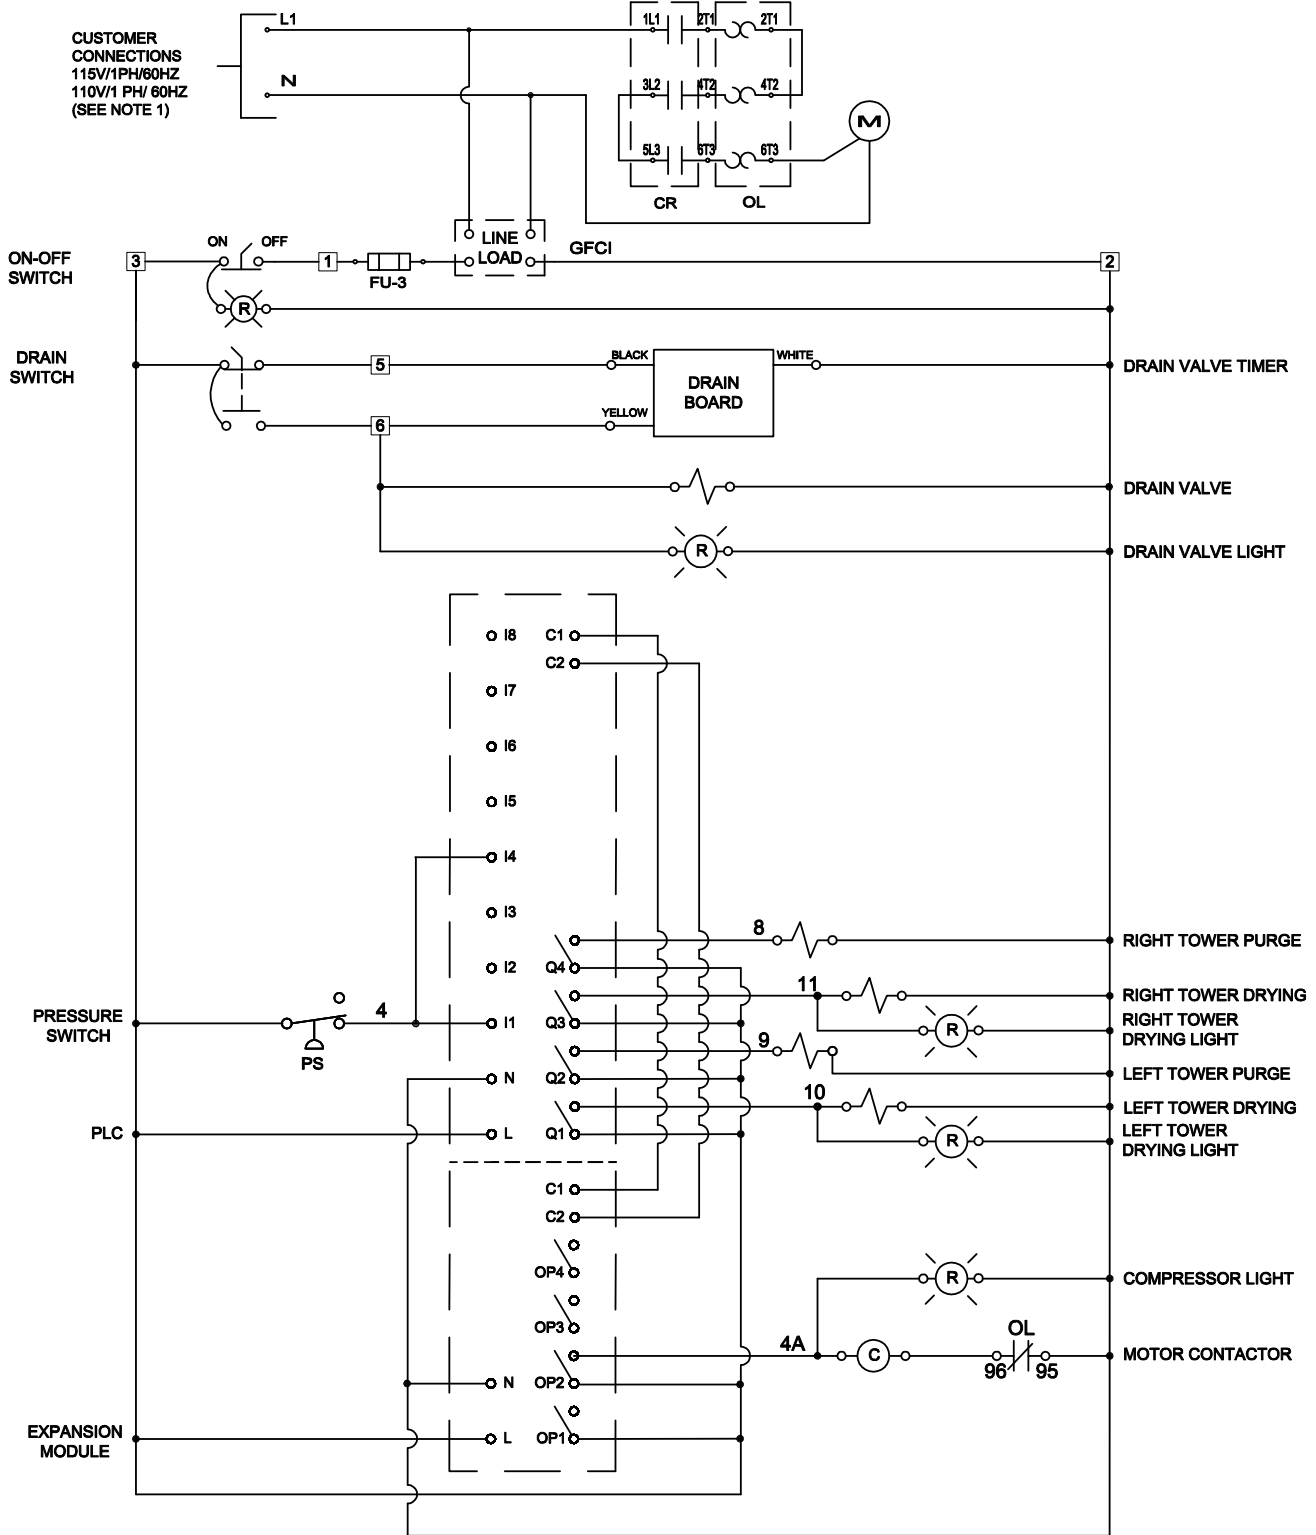 CUSTOMER
CONNECTIONS
115V/1PH/60HZ
110V/1 PH/ 60HZ
(SEE NOTE 1)
L1
N
1L1
2T1
2T1
3L2
4T2
4T2
5L3
6T3
6T3
M
CR
OL
ON-OFF
SWITCH
3
ON
OFF
1
FU-3
LINE
LOAD
GFCI
2
R
DRAIN
SWITCH
5
BLACK
DRAIN
BOARD
WHITE
DRAIN VALVE TIMER
6
YELLOW
DRAIN VALVE
R
DRAIN VALVE LIGHT
I8
C1
C2
I7
I6
I5
I4
I3
8
RIGHT TOWER PURGE
I2
Q4
11
RIGHT TOWER DRYING
PRESSURE
SWITCH
PS
4
I1
Q3
R
RIGHT TOWER
DRYING LIGHT
9
LEFT TOWER PURGE
N
Q2
10
LEFT TOWER DRYING
PLC
L
Q1
R
LEFT TOWER
DRYING LIGHT
C1
C2
OP4
R
COMPRESSOR LIGHT
OP3
4A
C
OL
96
95
MOTOR CONTACTOR
N
OP2
EXPANSION
MODULE
L
OP1